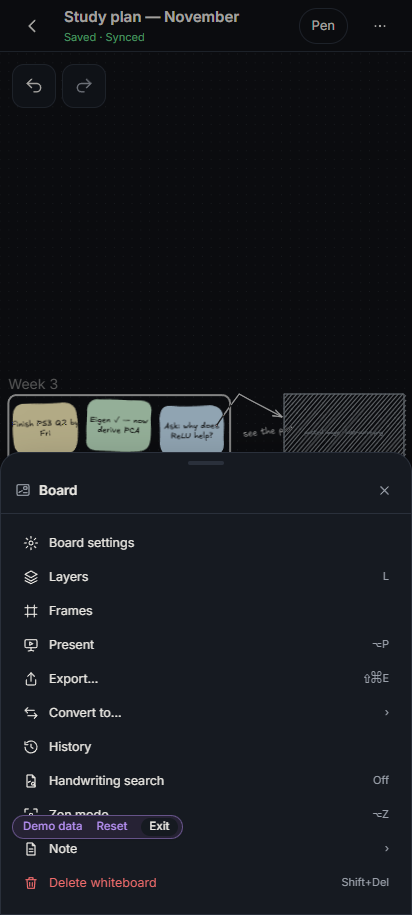 Study plan — November
Saved · Synced
Pen
Week 3
Finish PS3 Q2 by
Fri
Eigen ✓ → now
derive PCA
Ask: why does
ReLU help?
see the
Board
Board settings
Layers L
Frames
Present ⌥P
Export... ⇧⌘E
Convert to... ›
History
Handwriting search Off
Zen mode ⌥Z
Demo data Reset Exit
Note ›
Delete whiteboard Shift+Del